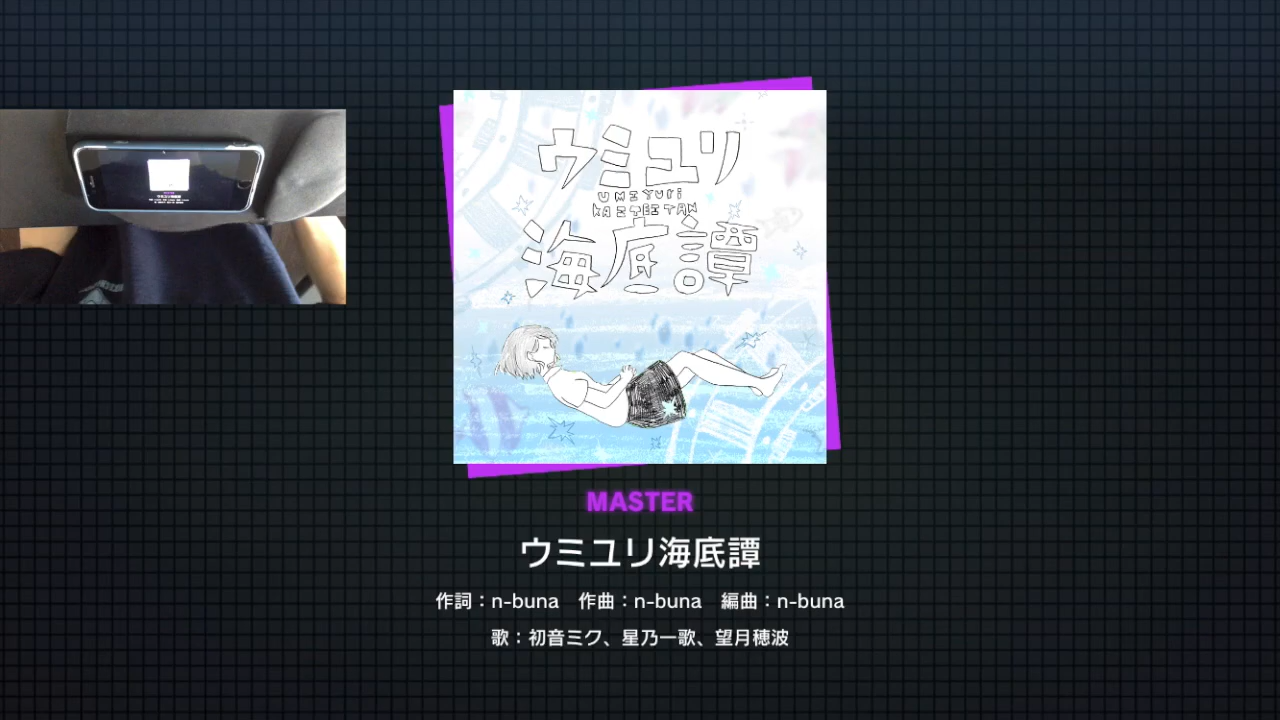 ウミユリ
UMIYURI
KAITEITAN
海底譚
MASTER
ウミユリ海底譚
作詞：n-buna 作曲：n-buna 編曲：n-buna
歌：初音ミク、星乃一歌、望月穂波